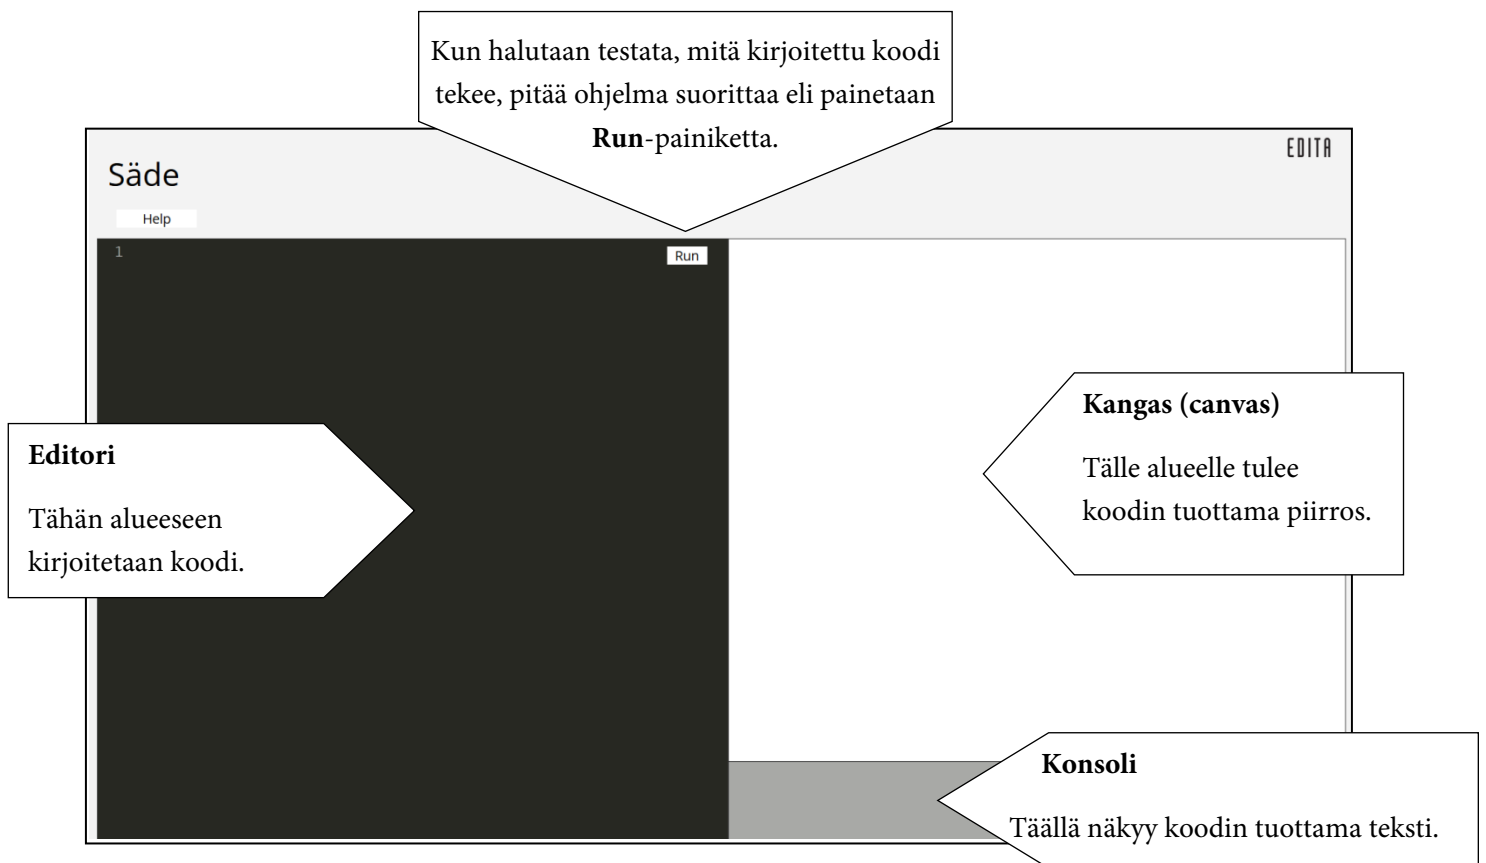 Kun halutaan testata, mitä kirjoitettu koodi
tekee, pitää ohjelma suorittaa eli painetaan
Run-painiketta.
EDITA
Säde
Help
1
Run
Kangas (canvas)
Tälle alueelle tulee
koodin tuottama piirros.
Editori
Tähän alueeseen
kirjoitetaan koodi.
Konsoli
Täällä näkyy koodin tuottama teksti.